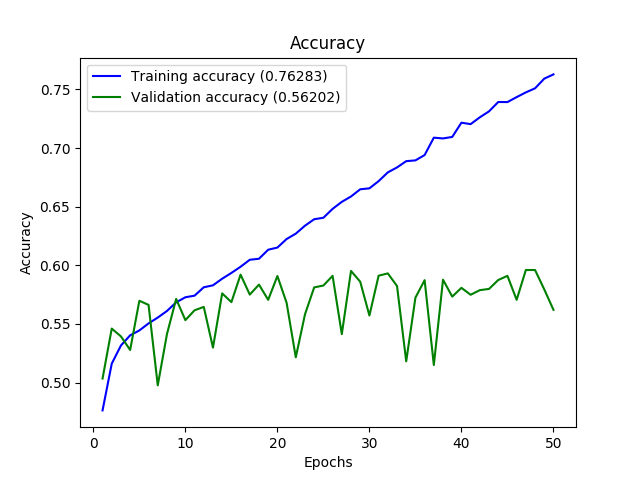 Accuracy
Training accuracy (0.76283)
Validation accuracy (0.56202)
Accuracy
0.75
0.70
0.65
0.60
0.55
0.50
0 10 20 30 40 50
Epochs